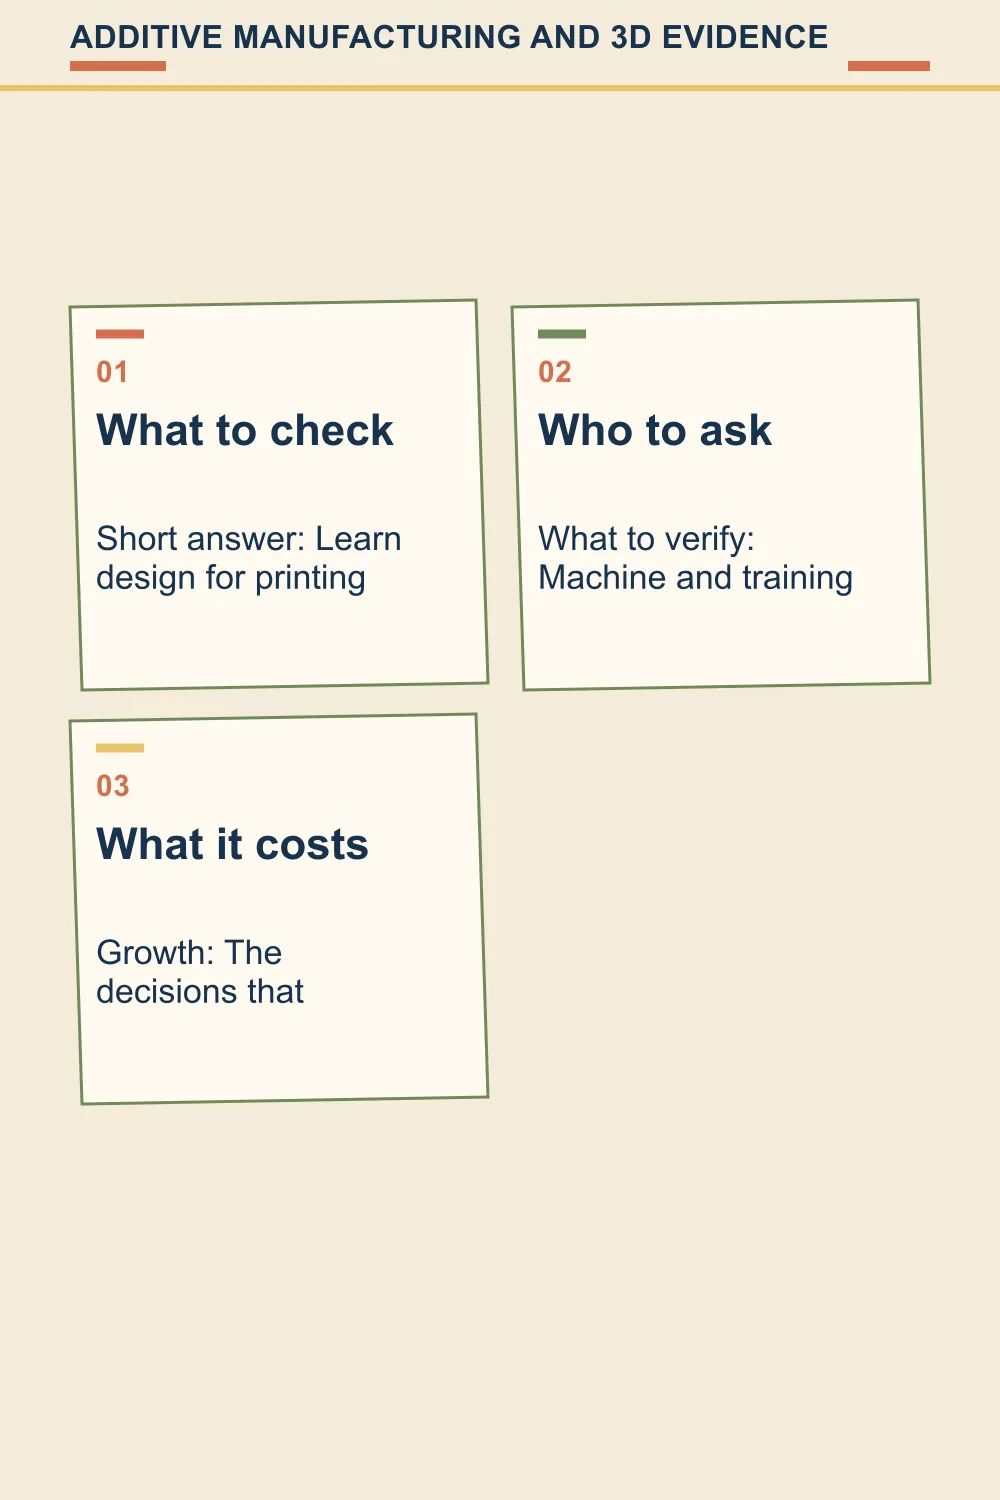 ADDITIVE MANUFACTURING AND 3D EVIDENCE
01
What to check
Short answer: Learn
design for printing
02
Who to ask
What to verify:
Machine and training
03
What it costs
Growth: The
decisions that